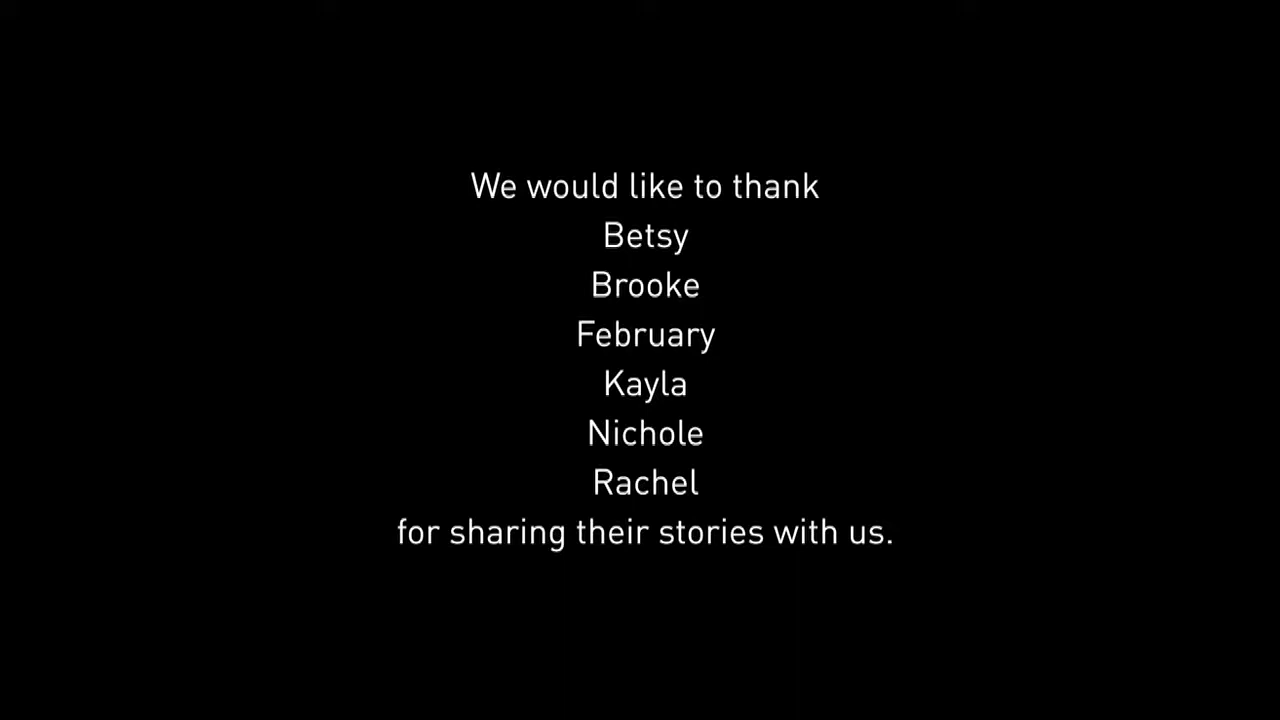 We would like to thank
Betsy
Brooke
February
Kayla
Nichole
Rachel
for sharing their stories with us.